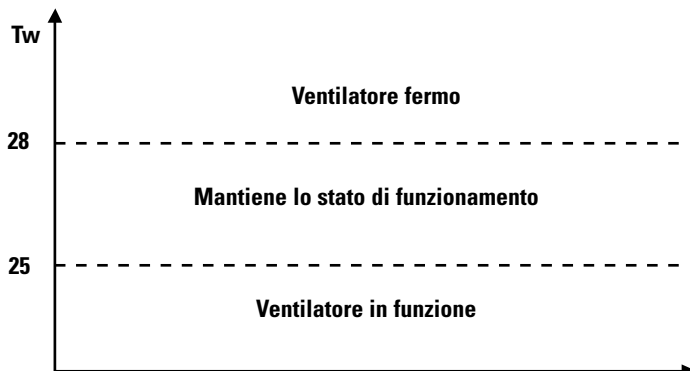 Tw
Ventilatore fermo
28
Mantiene lo stato di funzionamento
25
Ventilatore in funzione